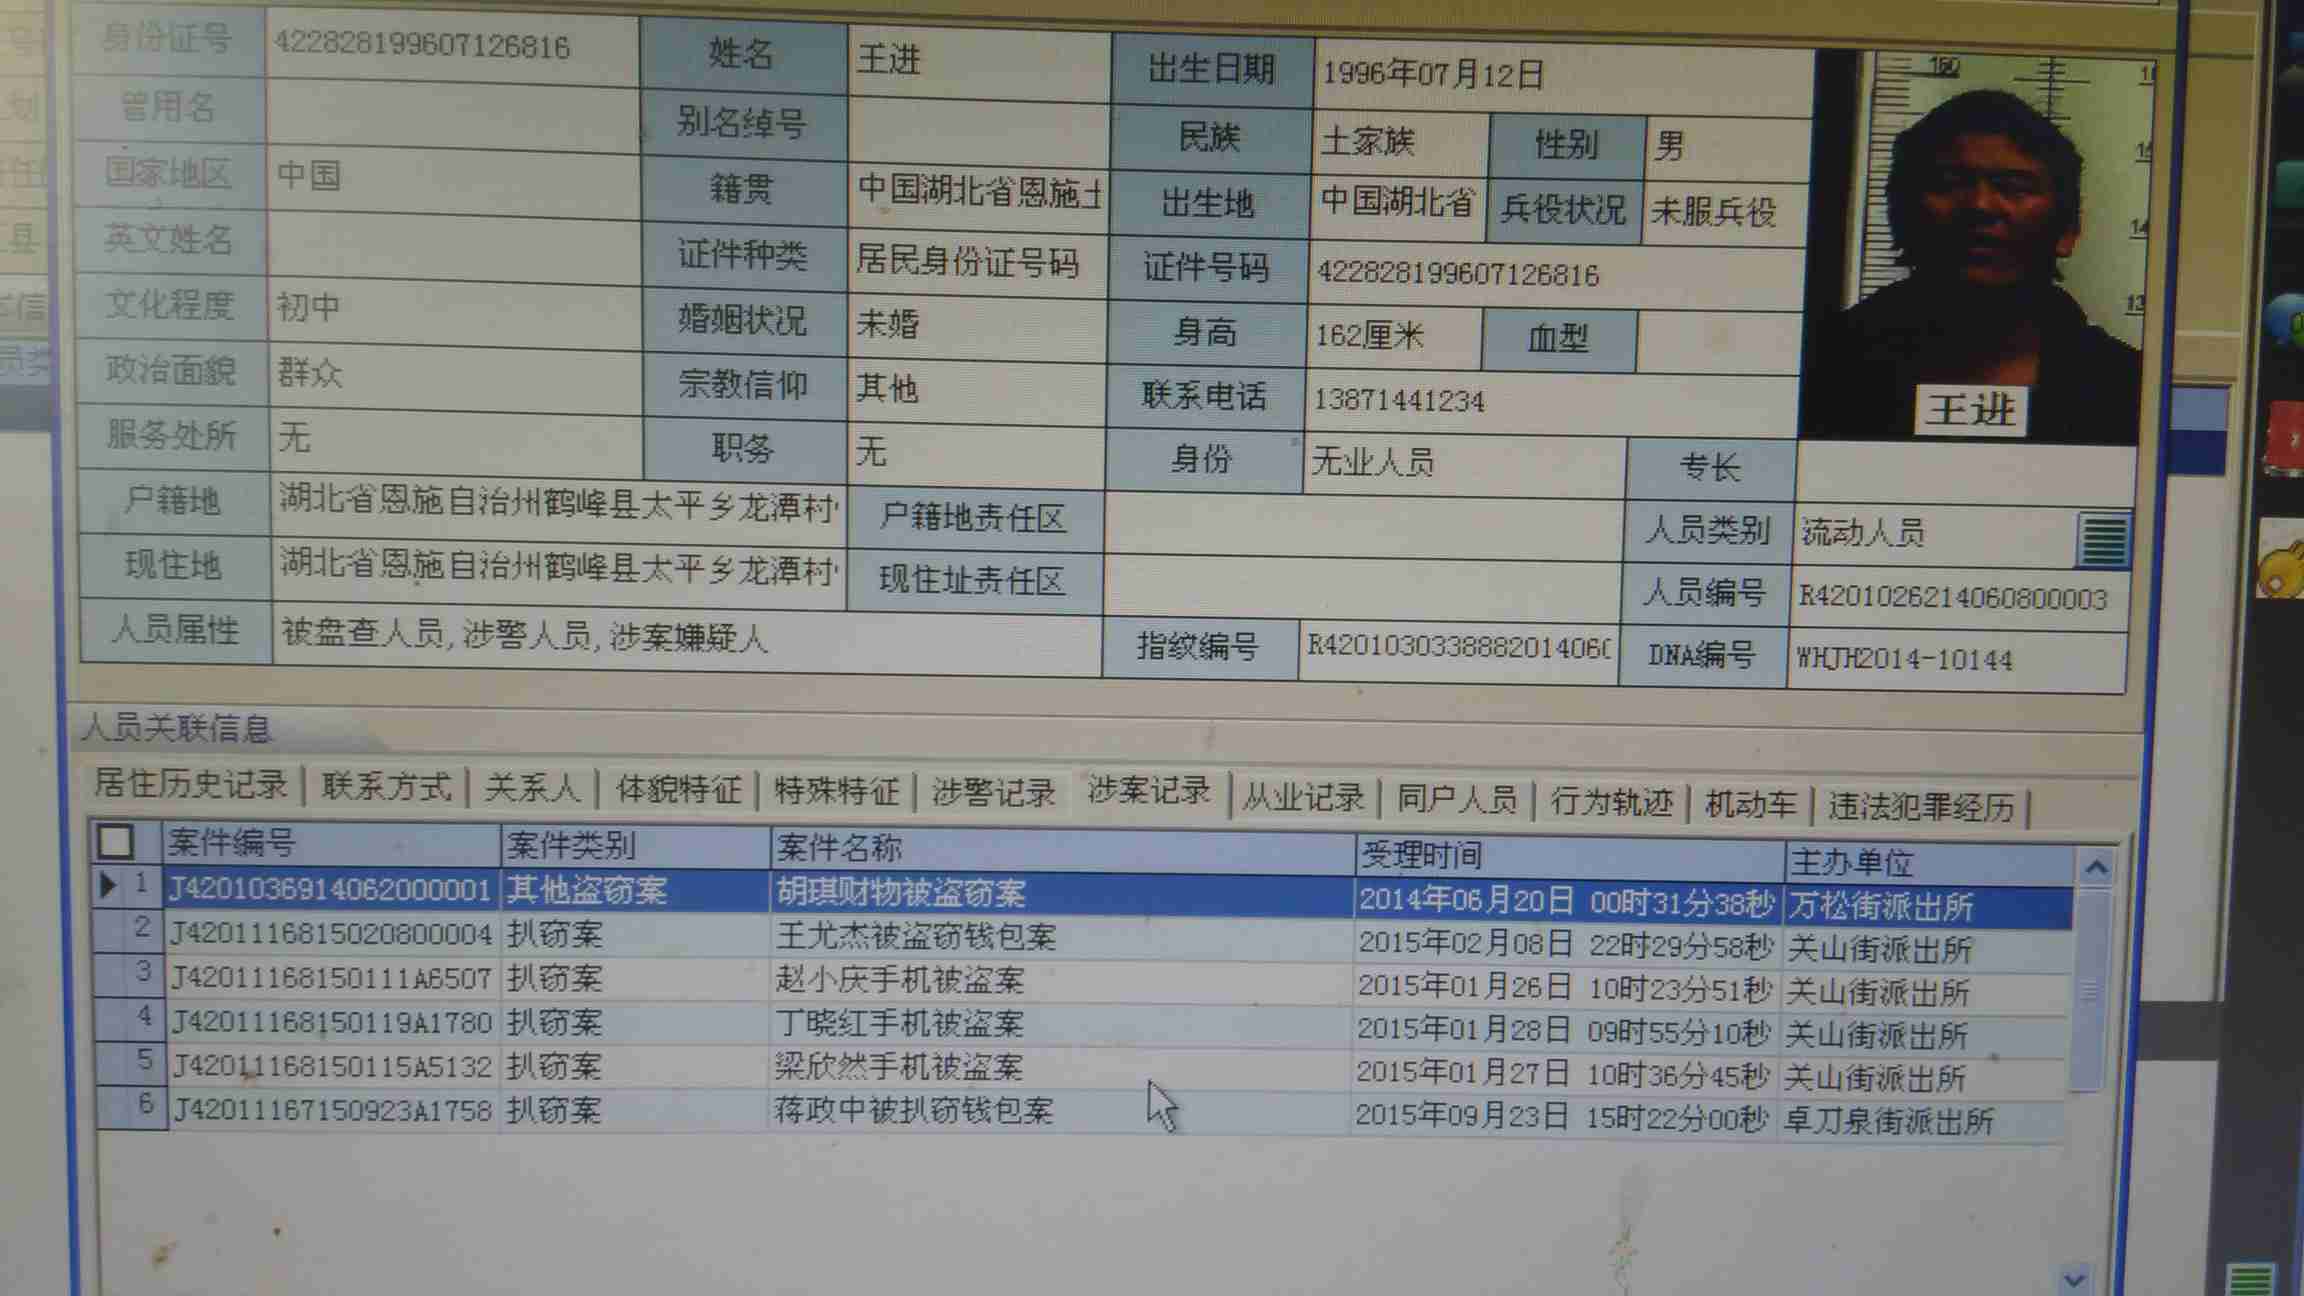 身份证号 422828199607126816 姓名 王进 出生日期 1996年07月12日
曾用名 别名绰号 民族 土家族 性别 男
国家地区 中国 籍贯 中国湖北省恩施土 出生地 中国湖北省 兵役状况 未服兵役
英文姓名 证件种类 居民身份证号码 证件号码 422828199607126816
文化程度 初中 婚姻状况 未婚 身高 162厘米 血型
政治面貌 群众 宗教信仰 其他 联系电话 13871441234
王进
服务处所 无 职务 无 身份 无业人员 专长
户籍地 湖北省恩施自治州鹤峰县太平乡龙潭村 户籍地责任区 人员类别 流动人员
现住地 湖北省恩施自治州鹤峰县太平乡龙潭村 现住址责任区 人员编号 R4201026214060800003
人员属性 被盘查人员,涉警人员,涉案嫌疑人 指纹编号 R420103033888201406 DNA编号 WHJH2014-10144
人员关联信息
居住历史记录 联系方式 关系人 体貌特征 特殊特征 涉警记录 涉案记录 从业记录 同户人员 行为轨迹 机动车 违法犯罪经历
案件编号 案件类别 案件名称 受理时间 主办单位
1 J4201036914062000001 其他盗窃案 胡琪财物被盗窃案 2014年06月20日 00时31分38秒 万松街派出所
2 J4201116815020800004 扒窃案 王尤杰被盗窃钱包案 2015年02月08日 22时29分58秒 关山街派出所
3 J42011168150111A6507 扒窃案 赵小庆手机被盗案 2015年01月26日 10时23分51秒 关山街派出所
4 J42011168150119A1780 扒窃案 丁晓红手机被盗案 2015年01月28日 09时55分10秒 关山街派出所
5 J42011168150115A5132 扒窃案 梁欣然手机被盗案 2015年01月27日 10时36分45秒 关山街派出所
6 J42011167150923A1758 扒窃案 蒋政中被扒窃钱包案 2015年09月23日 15时22分00秒 卓刀泉街派出所